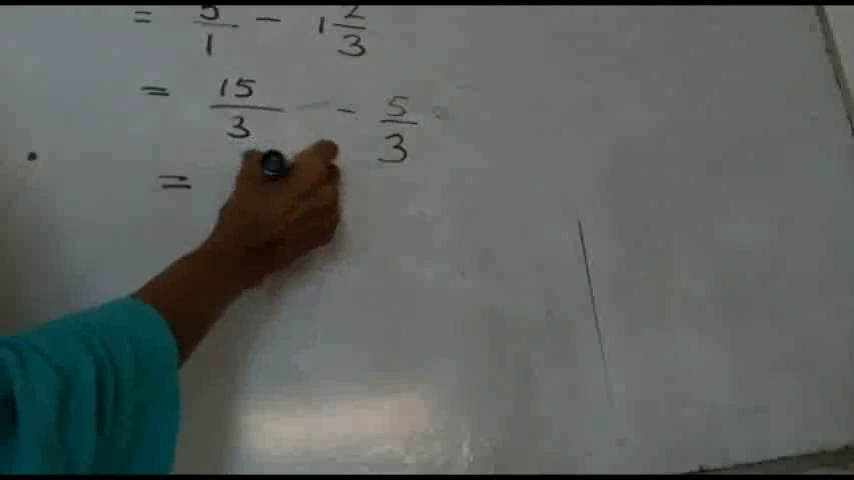 = 5/1 - 1 2/3
= 15/3 - 5/3
=